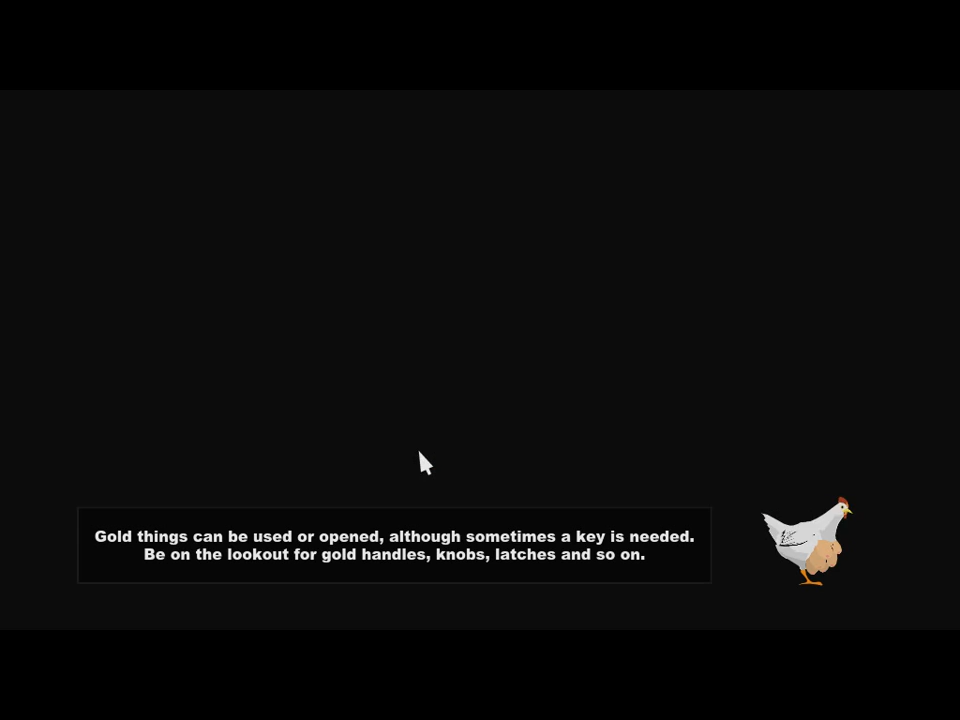 Gold things can be used or opened, although sometimes a key is needed.
Be on the lookout for gold handles, knobs, latches and so on.